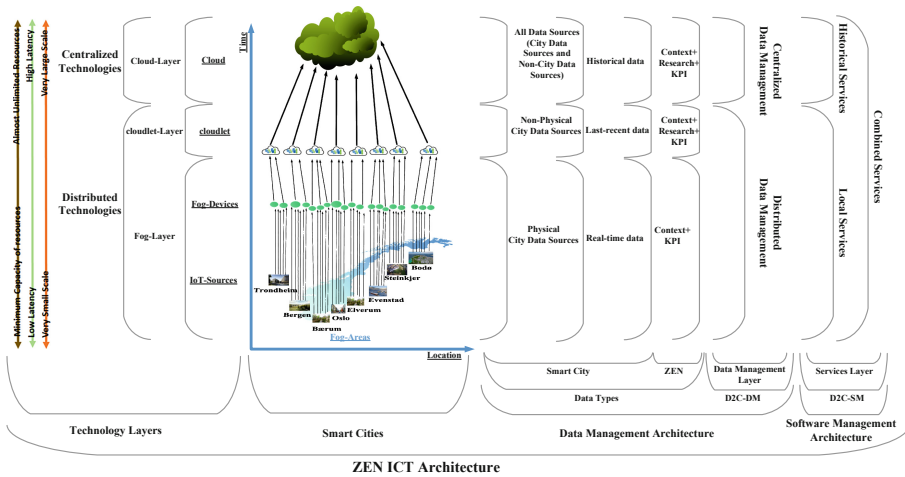 Almost Unlimited Resources
High Latency
Very Large Scale
Minimum Capacity of resources
Low Latency
Very Small Scale
Centralized
Technologies
Distributed
Technologies
Cloud-Layer
cloudlet-Layer
Fog-Layer
Cloud
cloudlet
Fog-Devices
IoT-Sources
Time
Trondheim
Bergen
Bærum
Oslo
Elverum
Evenstad
Steinkjer
Bodø
Fog-Areas
Location
All Data Sources
(City Data
Sources and
Non-City Data
Sources)
Historical data
Context+
Research+
KPI
Non-Physical
City Data Sources
Last-recent data
Context+
Research+
KPI
Physical
City Data Sources
Real-time data
Context+
KPI
Centralized
Data Management
Distributed
Data Management
Historical Services
Local Services
Combined Services
Smart City
ZEN
Data Management
Layer
Services Layer
Data Types
D2C-DM
D2C-SM
Technology Layers
Smart Cities
Data Management Architecture
Software Management
Architecture
ZEN ICT Architecture